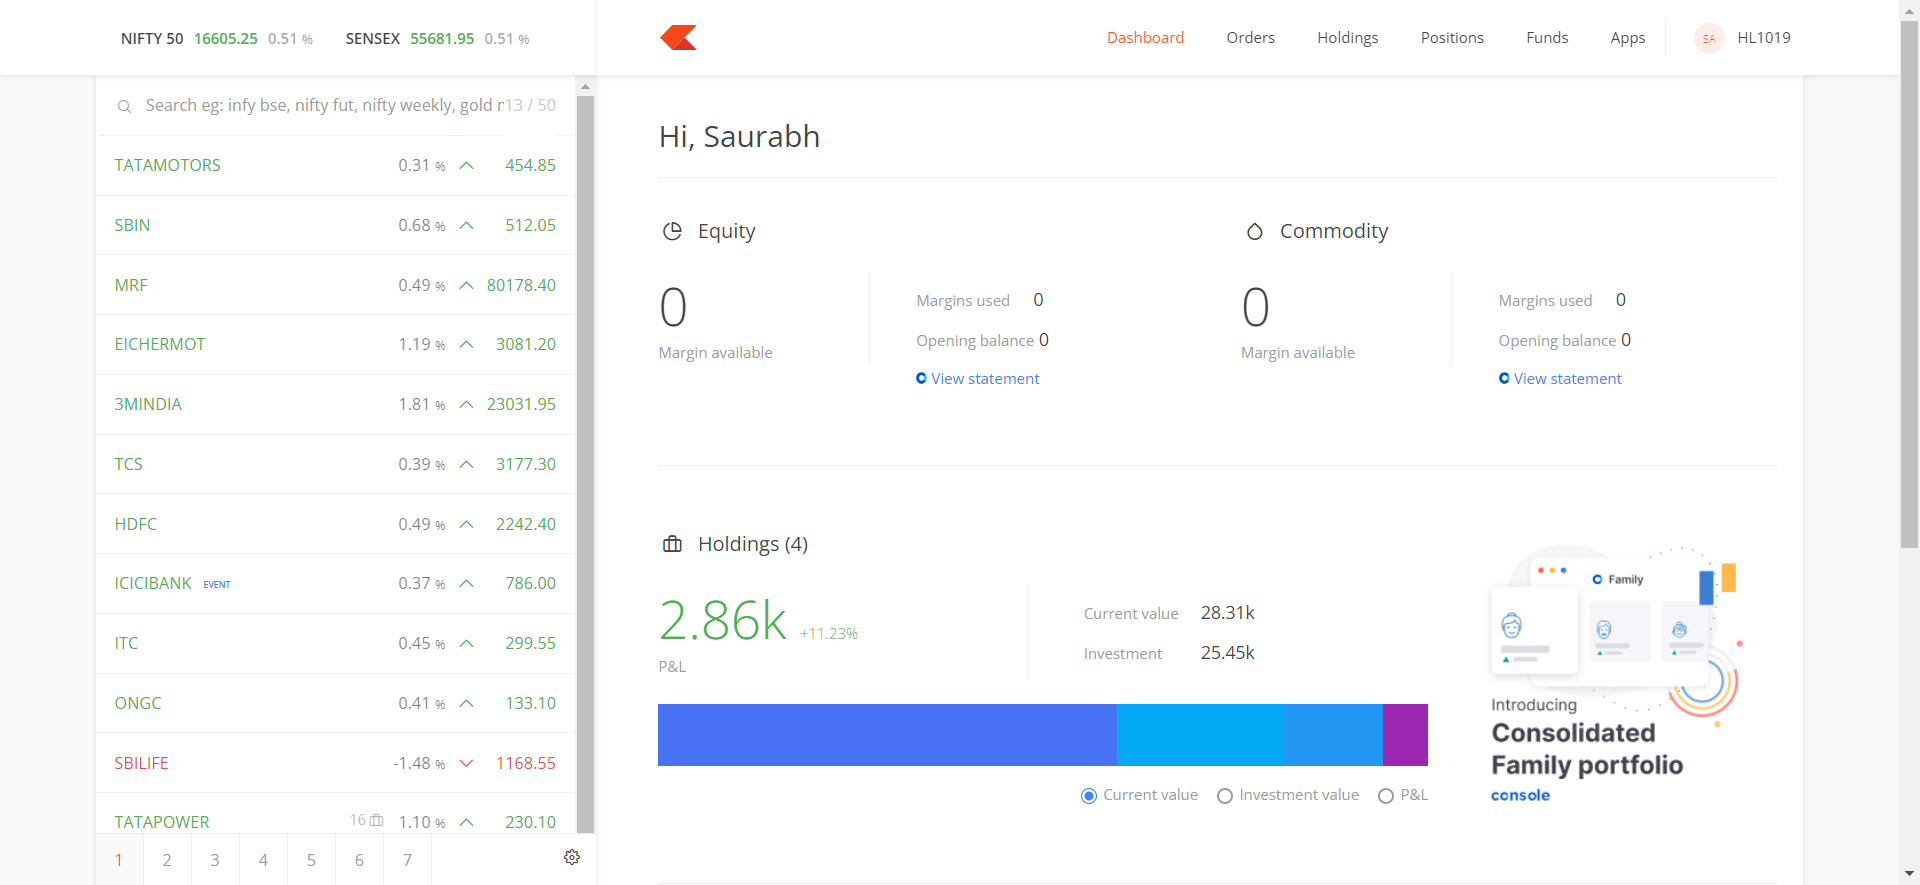 NIFTY 50 16605.25 0.51 % SENSEX 55681.95 0.51 %
Dashboard Orders Holdings Positions Funds Apps SA HL1019
Search eg: infy bse, nifty fut, nifty weekly, gold 13 / 50
TATAMOTORS 0.31 % 454.85
SBIN 0.68 % 512.05
MRF 0.49 % 80178.40
EICHERMOT 1.19 % 3081.20
3MINDIA 1.81 % 23031.95
TCS 0.39 % 3177.30
HDFC 0.49 % 2242.40
ICICIBANK EVENT 0.37 % 786.00
ITC 0.45 % 299.55
ONGC 0.41 % 133.10
SBILIFE -1.48 % 1168.55
TATAPOWER 16 1.10 % 230.10
1 2 3 4 5 6 7
Hi, Saurabh
Equity
0
Margin available
Margins used 0
Opening balance 0
View statement
Commodity
0
Margin available
Margins used 0
Opening balance 0
View statement
Holdings (4)
2.86k +11.23%
P&L
Current value 28.31k
Investment 25.45k
Current value Investment value P&L
Family
Introducing
Consolidated
Family portfolio
console